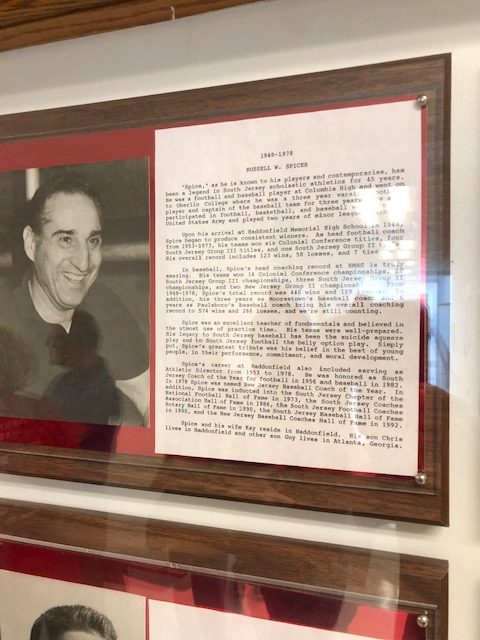 1948-1978
RUSSELL W. SPICER
"Spice," as he is known to his players and contemporaries, has
been a legend in South Jersey scholastic athletics for 45 years.
He was a football and baseball player at Columbia High and went on
to Oberlin College where he was a three year varsity
player and captain of the baseball team for three years
participated in football, basketball, and baseball
United States Army and played two years of minor league
Upon his arrival at Haddonfield Memorial High School in 1948,
Spice began to produce consistent winners. As head football coach
from 1953-1973, his teams won six Colonial Conference titles, four
South Jersey Group III titles, and one South Jersey Group II
His overall record includes 123 wins, 58 losses, and 7 ties.
In baseball, Spice's head coaching record at HMHS is truly
amazing. His teams won 14 Colonial Conference championships, 10
South Jersey Group III championships, three South Jersey Group II
championships, and two New Jersey Group II championships. From
1948-1978, Spice's total record was 440 wins and losses. In
addition, his three years as Moorestown's baseball coach and 6
years as Paulsboro's baseball coach bring his overall coaching
record to 574 wins and 266 losses, and we're still counting.
Spice was an excellent teacher of fundamentals and believed in
the utmost use of practice time. His teams were well-prepared.
His legacy to South Jersey baseball has been the suicide squeeze
play and to South Jersey football the belly option play. Simply
put, Spice's greatest tribute was his belief in the best of young
people, in their performance, commitment, and moral development.
Spice's career at Haddonfield also included serving as
Athletic Director from 1953 to 1978. He was honored as South
Jersey Coach of the Year for football in 1956 and baseball in 1982.
In 1978 Spice was named New Jersey Baseball Coach of the Year. In
addition, Spice was inducted into the South Jersey Chapter of the
National Football Hall of Fame in 1973, the South Jersey Coaches
Association Hall of Fame in 1986, the South Jersey Football Coaches
Rotary Hall of Fame in 1990, the South Jersey Baseball Hall of Fame
in 1990, and the New Jersey Baseball Coaches Hall of Fame in 1992.
Spice and his wife Kay reside in Haddonfield. His son Chris
lives in Haddonfield and other son Guy lives in Atlanta, Georgia.